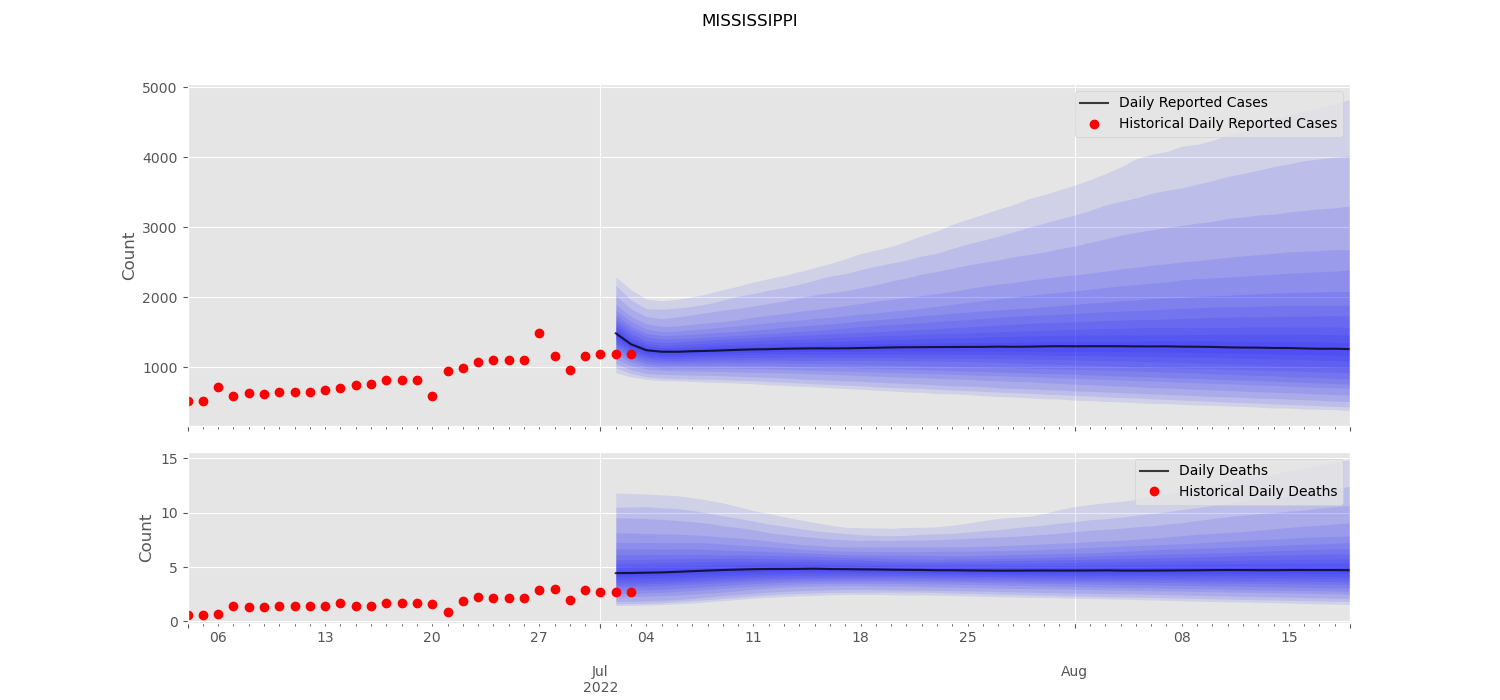 MISSISSIPPI
5000
4000
3000
2000
1000
Count
Daily Reported Cases
Historical Daily Reported Cases
15
10
5
0
Count
Daily Deaths
Historical Daily Deaths
06 13 20 27 04 11 18 25 08 15
Jul Aug
2022